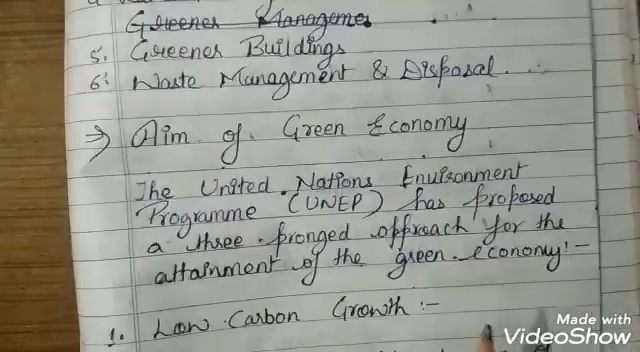 Greener Manageme
5. Greener Buildings
6. Waste Management & Disposal...
⇒ Aim of Green Economy
The United Nations Environment
Programme (UNEP) has proposed
a three pronged approach for the
attainment of the green economy:-
1. Low Carbon Growth :-
Made with
VideoShow